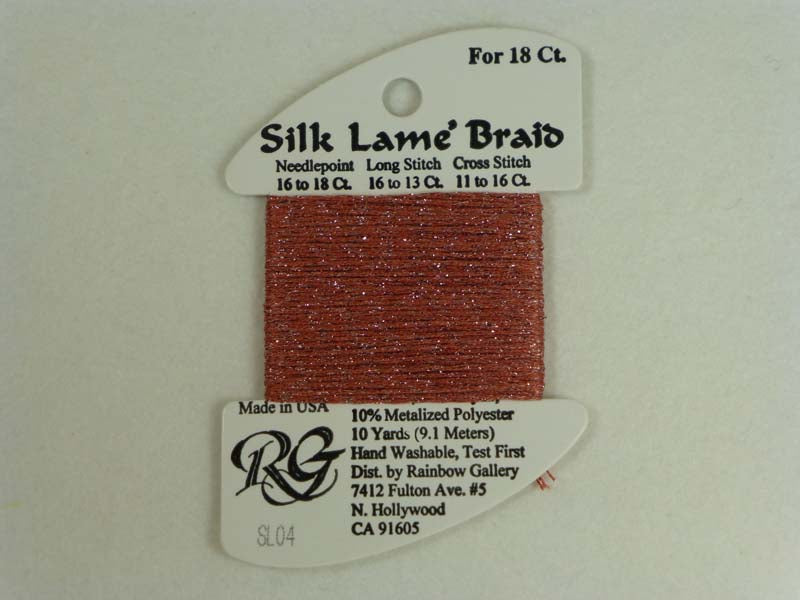 For 18 Ct.
Silk Lamé Braid
Needlepoint Long Stitch Cross Stitch
16 to 18 Ct. 16 to 13 Ct. 11 to 16 Ct.
Made in USA
10% Metalized Polyester
10 Yards (9.1 Meters)
Hand Washable, Test First
Dist. by Rainbow Gallery
7412 Fulton Ave. #5
N. Hollywood
CA 91605
RG
SL04